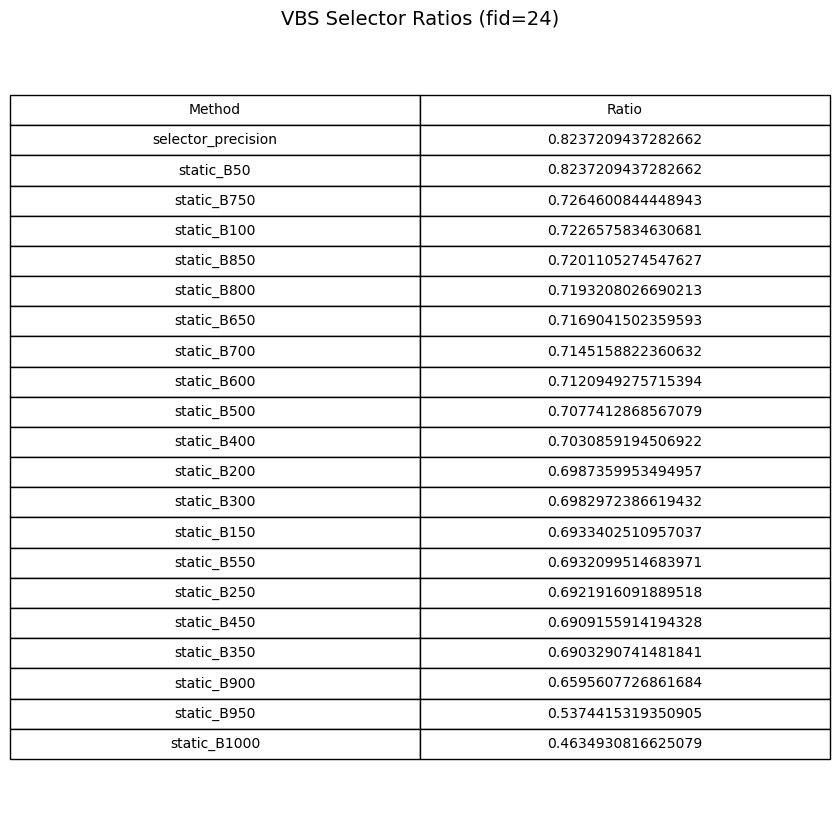 VBS Selector Ratios (fid=24)
Method Ratio
selector_precision 0.8237209437282662
static_B50 0.8237209437282662
static_B750 0.7264600844448943
static_B100 0.7226575834630681
static_B850 0.7201105274547627
static_B800 0.7193208026690213
static_B650 0.7169041502359593
static_B700 0.7145158822360632
static_B600 0.7120949275715394
static_B500 0.7077412868567079
static_B400 0.7030859194506922
static_B200 0.6987359953494957
static_B300 0.6982972386619432
static_B150 0.6933402510957037
static_B550 0.6932099514683971
static_B250 0.6921916091889518
static_B450 0.6909155914194328
static_B350 0.6903290741481841
static_B900 0.6595607726861684
static_B950 0.5374415319350905
static_B1000 0.4634930816625079